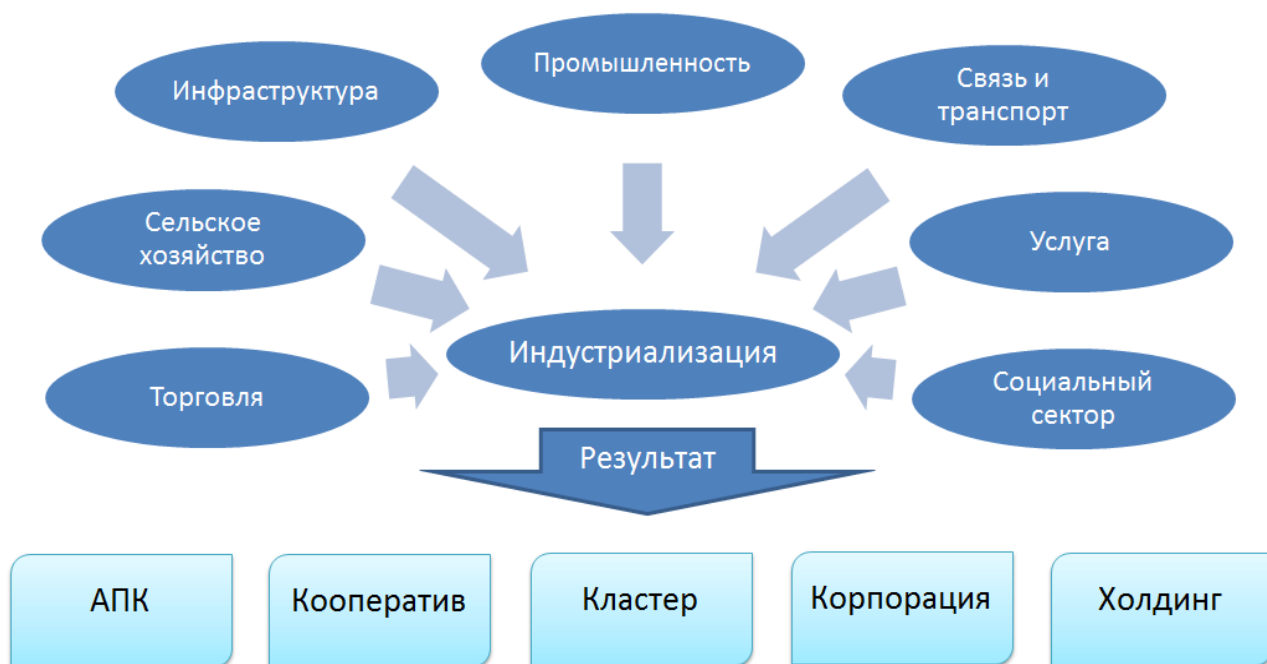 Промышленность
Инфраструктура
Связь и
транспорт
Сельское
хозяйство
Услуга
Индустриализация
Торговля
Социальный
сектор
Результат
АПК
Кооператив
Кластер
Корпорация
Холдинг